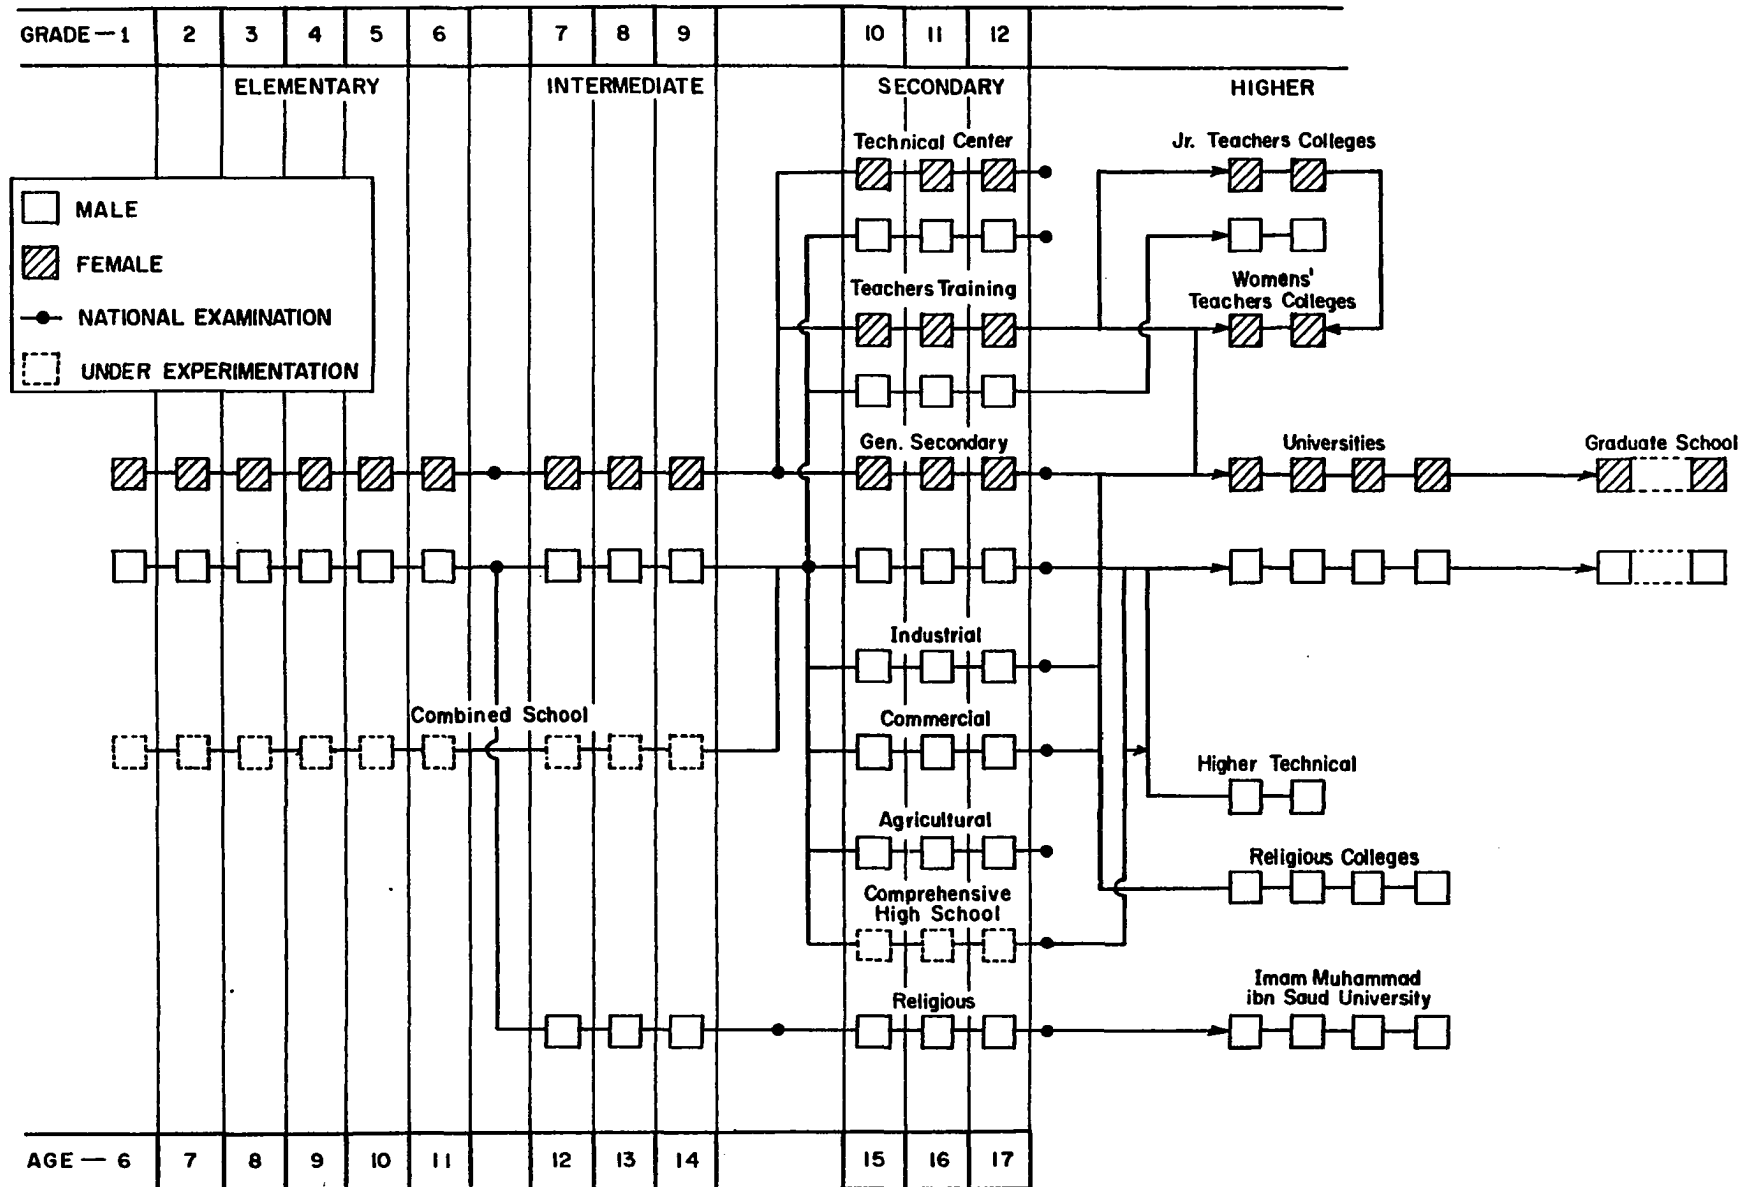 GRADE — 1 2 3 4 5 6 7 8 9 10 11 12
ELEMENTARY INTERMEDIATE SECONDARY HIGHER
MALE
FEMALE
NATIONAL EXAMINATION
UNDER EXPERIMENTATION
Technical Center
Jr. Teachers Colleges
Teachers Training
Womens'
Teachers Colleges
Gen. Secondary
Universities
Graduate School
Industrial
Combined School
Commercial
Higher Technical
Agricultural
Religious Colleges
Comprehensive
High School
Religious
Imam Muhammad
ibn Saud University
AGE — 6 7 8 9 10 11 12 13 14 15 16 17